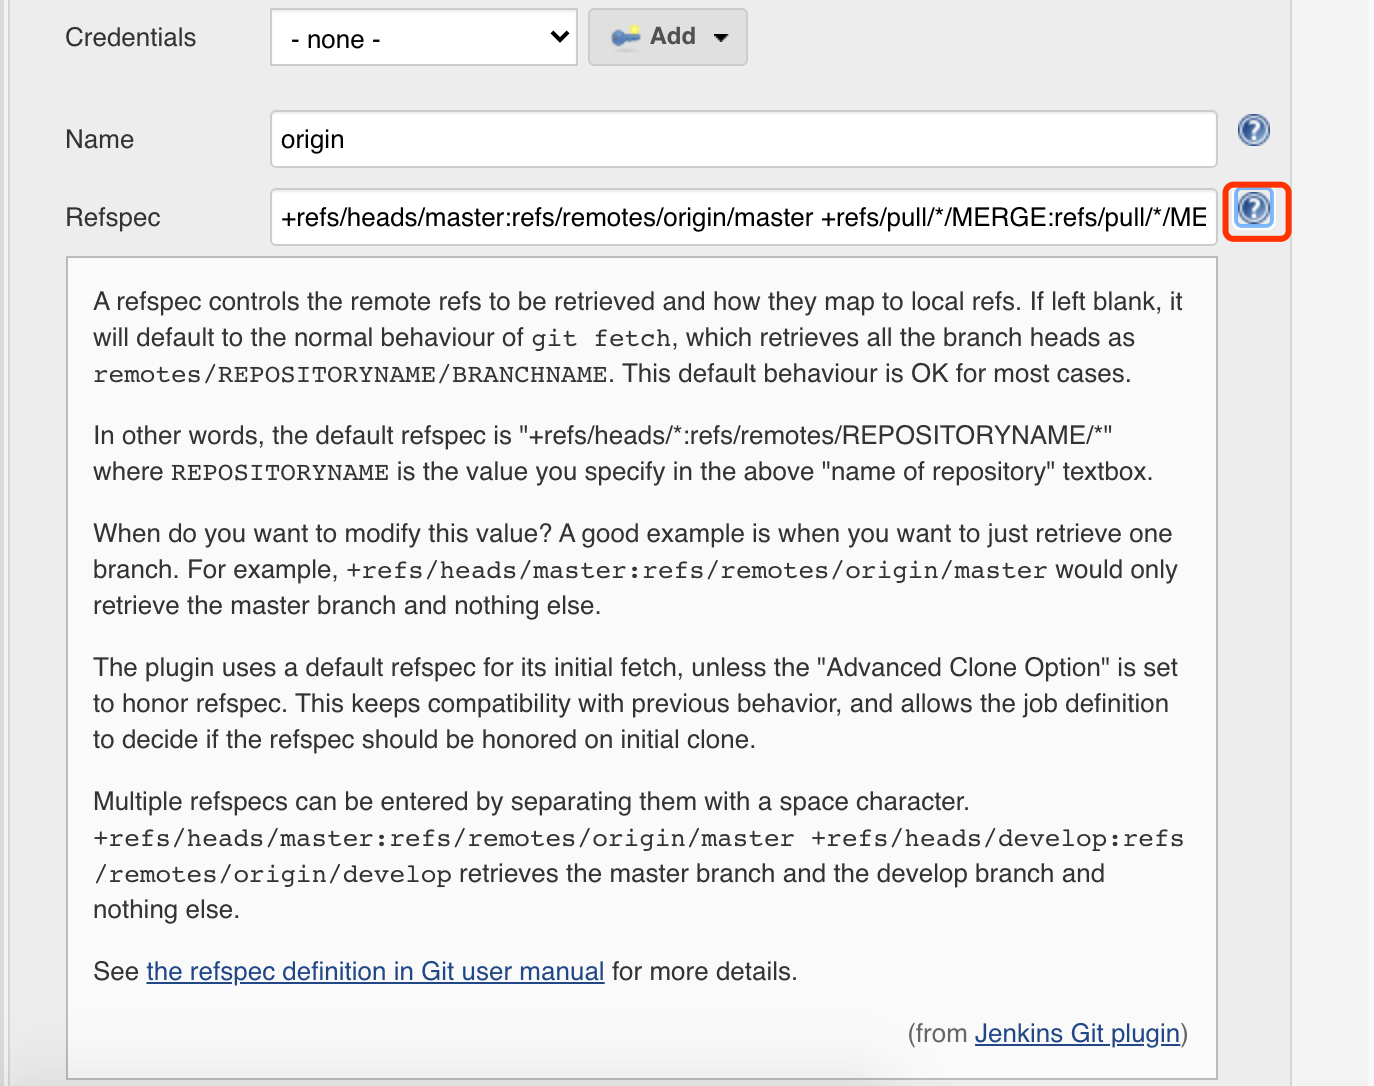 Credentials
- none -
Add
Name
origin
Refspec
+refs/heads/master:refs/remotes/origin/master +refs/pull/*/MERGE:refs/pull/*/ME
A refspec controls the remote refs to be retrieved and how they map to local refs. If left blank, it
will default to the normal behaviour of git fetch, which retrieves all the branch heads as
remotes/REPOSITORYNAME/BRANCHNAME. This default behaviour is OK for most cases.
In other words, the default refspec is "+refs/heads/*:refs/remotes/REPOSITORYNAME/*"
where REPOSITORYNAME is the value you specify in the above "name of repository" textbox.
When do you want to modify this value? A good example is when you want to just retrieve one
branch. For example, +refs/heads/master:refs/remotes/origin/master would only
retrieve the master branch and nothing else.
The plugin uses a default refspec for its initial fetch, unless the "Advanced Clone Option" is set
to honor refspec. This keeps compatibility with previous behavior, and allows the job definition
to decide if the refspec should be honored on initial clone.
Multiple refspecs can be entered by separating them with a space character.
+refs/heads/master:refs/remotes/origin/master +refs/heads/develop:refs
/remotes/origin/develop retrieves the master branch and the develop branch and
nothing else.
See the refspec definition in Git user manual for more details.
(from Jenkins Git plugin)